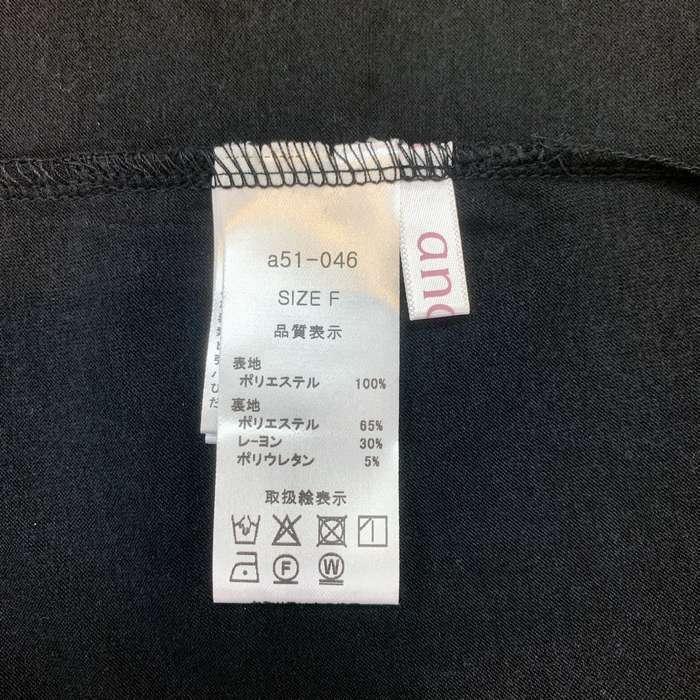 a51-046
SIZE F
品質表示
表地
ポリエステル 100%
裏地
ポリエステル 65%
レーヨン 30%
ポリウレタン 5%
取扱絵表示
F
W